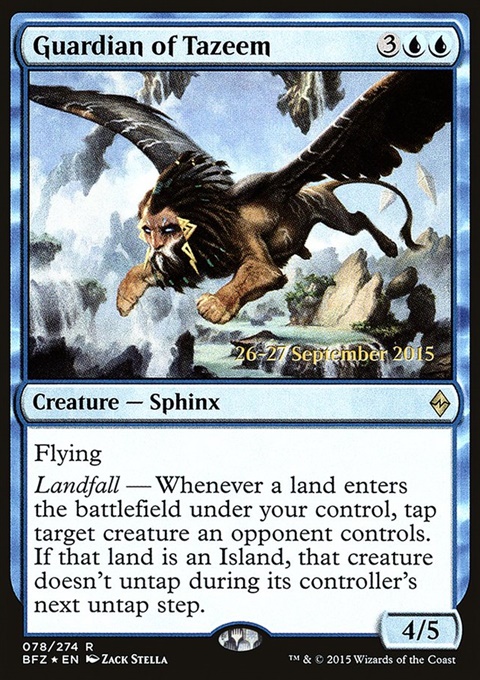 Guardian of Tazeem 3
26–27 September 2015
Creature — Sphinx
Flying
Landfall — Whenever a land enters
the battlefield under your control, tap
target creature an opponent controls.
If that land is an Island, that creature
doesn't untap during its controller's
next untap step.
4/5
078/274 R
BFZ ★ EN Zack Stella
™ & © 2015 Wizards of the Coast